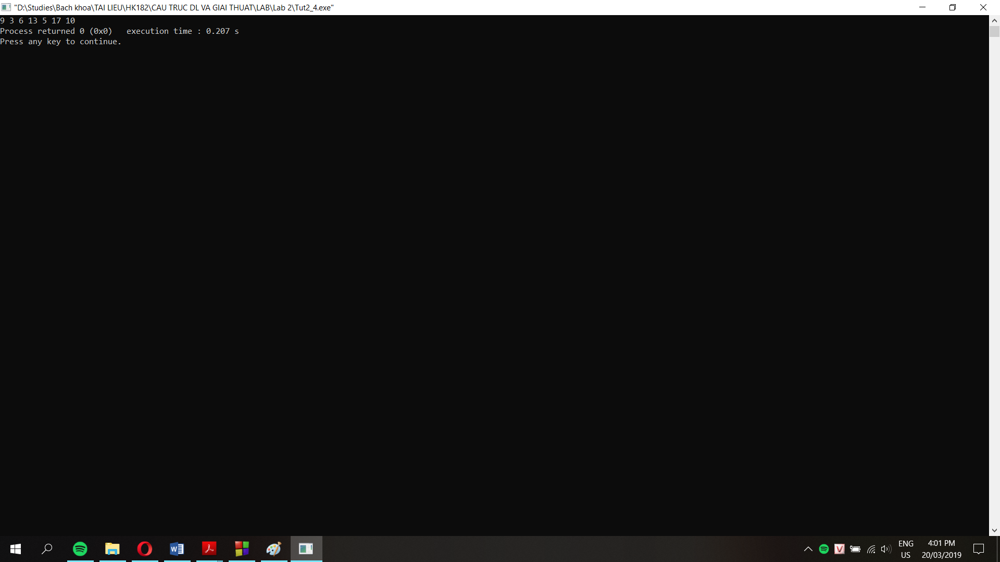 "D:\Studies\Bach khoa\TAI LIEU\HK182\CAU TRUC DL VA GIAI THUAT\LAB\Lab 2\Tut2_4.exe"
9 3 6 13 5 17 10
Process returned 0 (0x0)   execution time : 0.207 s
Press any key to continue.
ENG
US
4:01 PM
20/03/2019